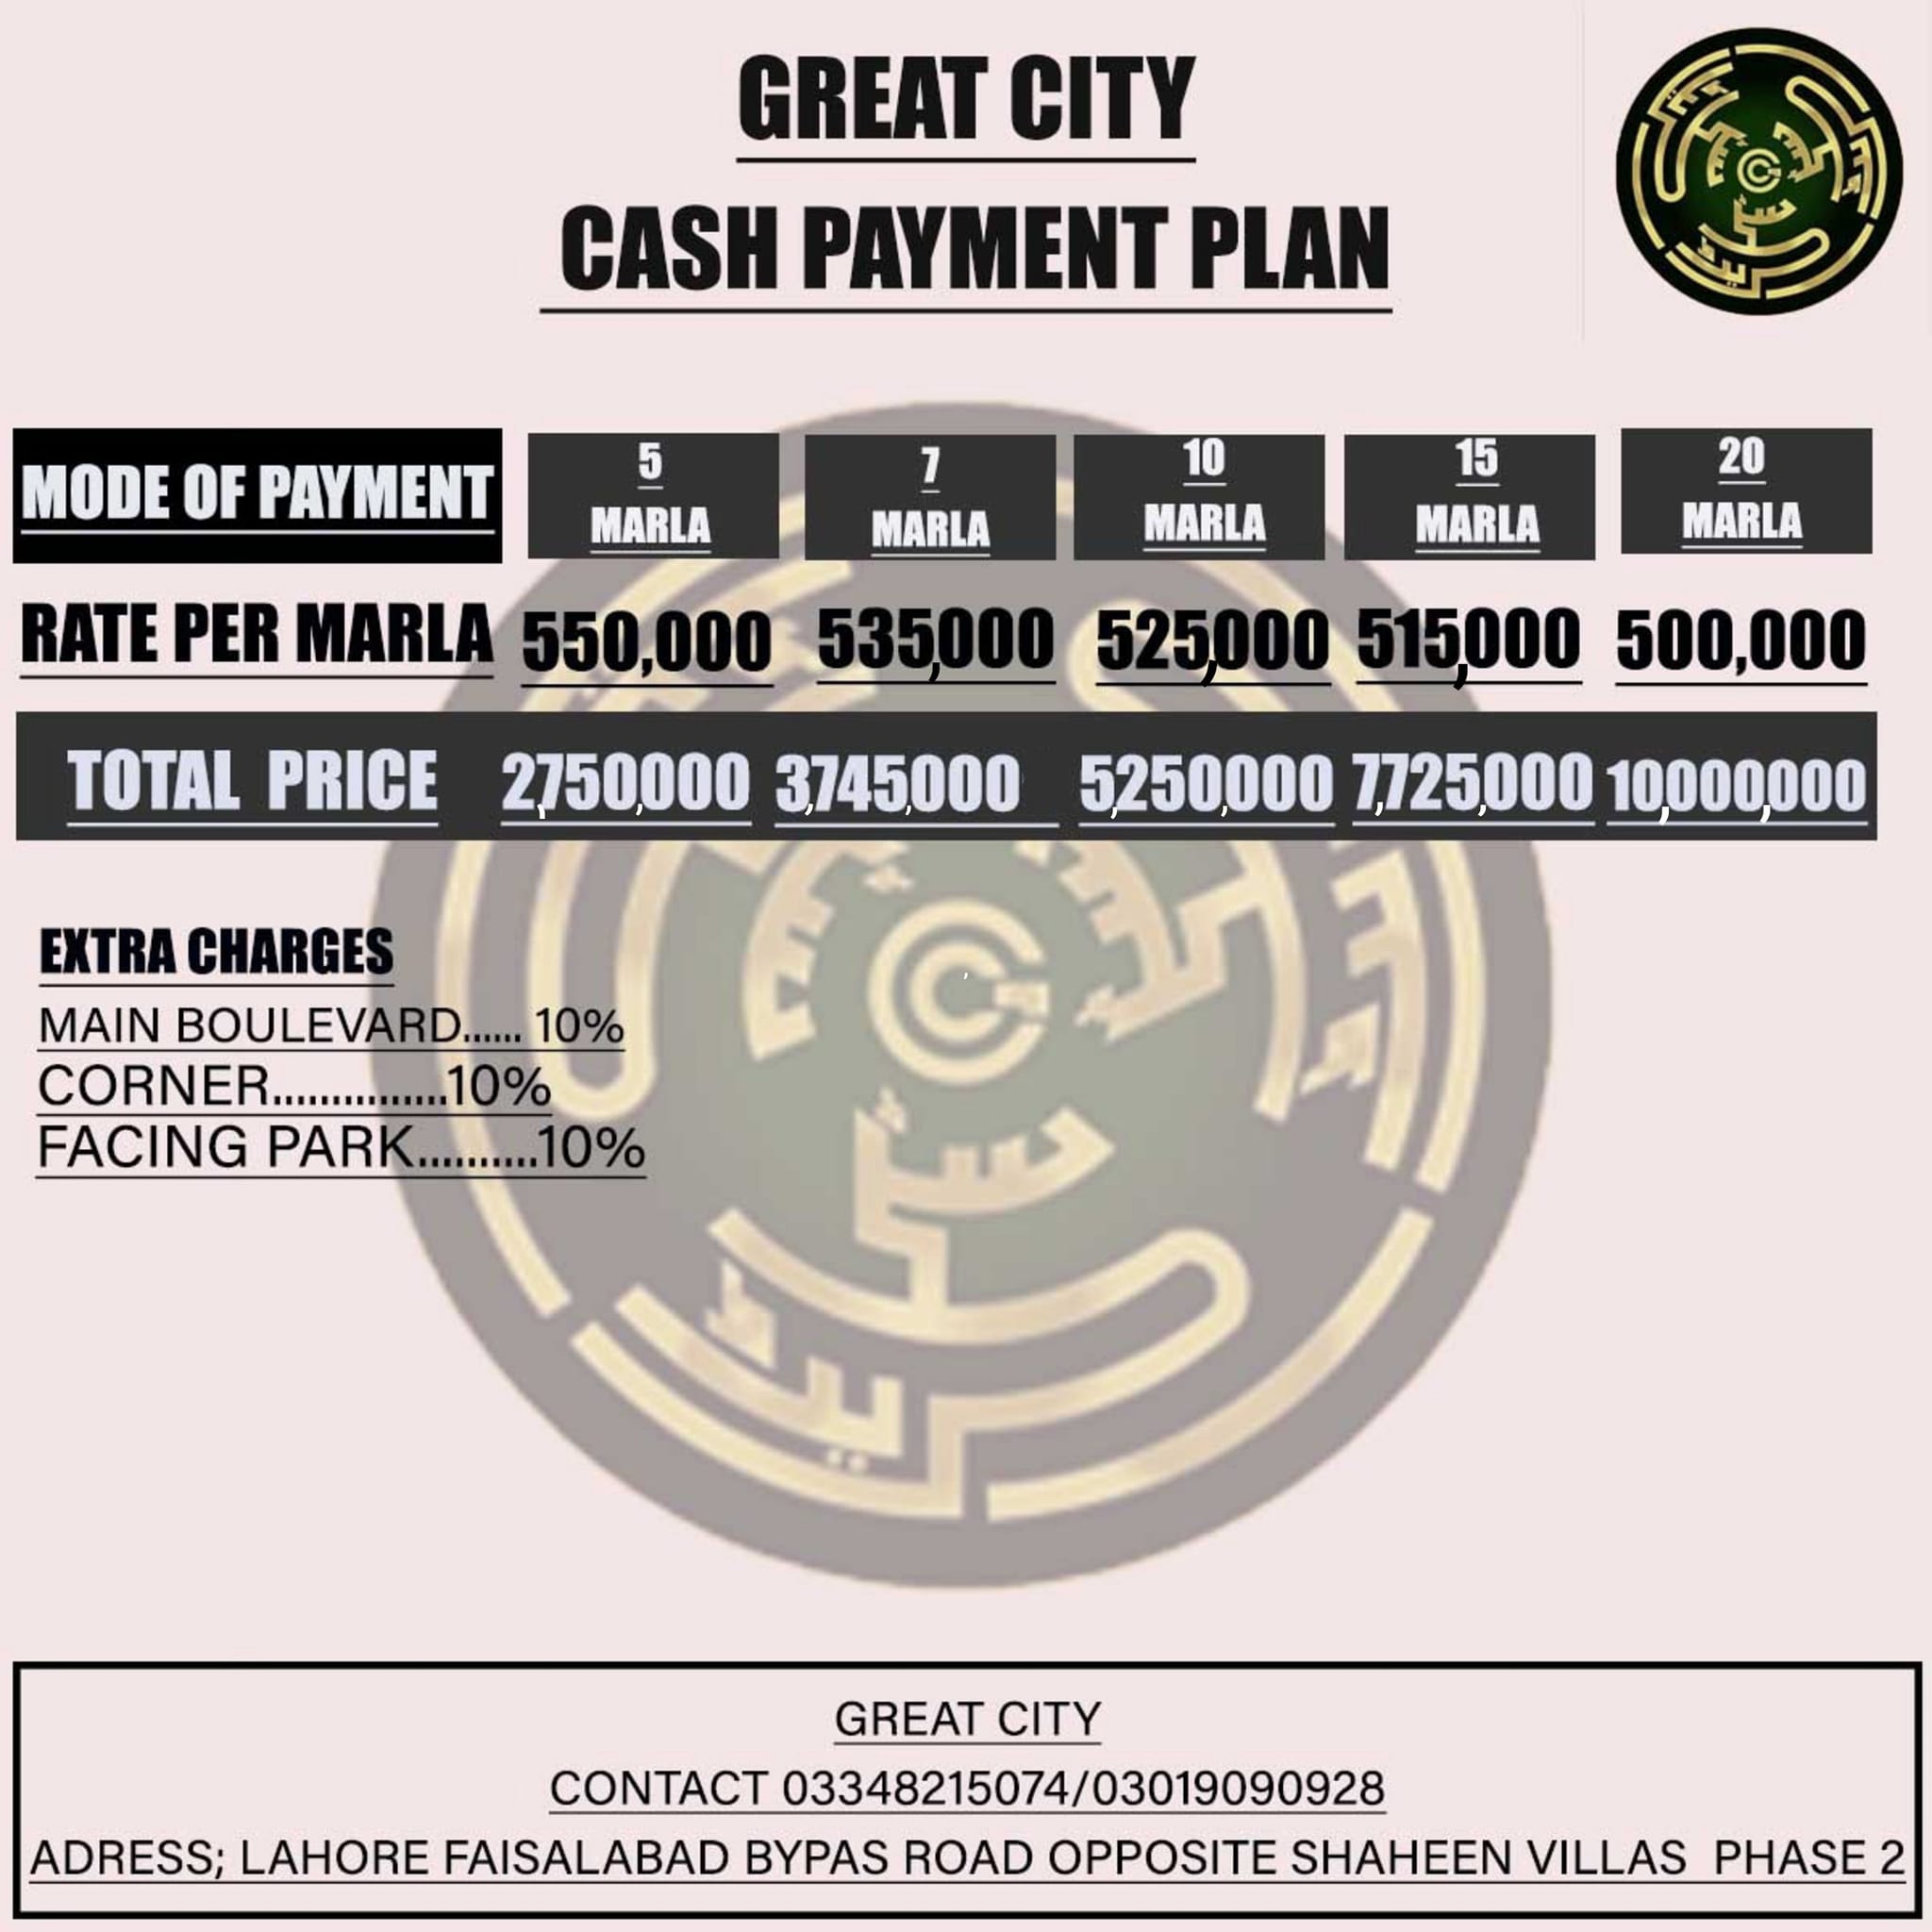 GREAT CITY
CASH PAYMENT PLAN
MODE OF PAYMENT 5 MARLA 7 MARLA 10 MARLA 15 MARLA 20 MARLA
RATE PER MARLA 550,000 535,000 525,000 515,000 500,000
TOTAL PRICE 2,750,000 3,745,000 5,250,000 7,725,000 10,000,000
EXTRA CHARGES
MAIN BOULEVARD...... 10%
CORNER...............10%
FACING PARK..........10%
GREAT CITY
CONTACT 03348215074/03019090928
ADRESS; LAHORE FAISALABAD BYPAS ROAD OPPOSITE SHAHEEN VILLAS PHASE 2